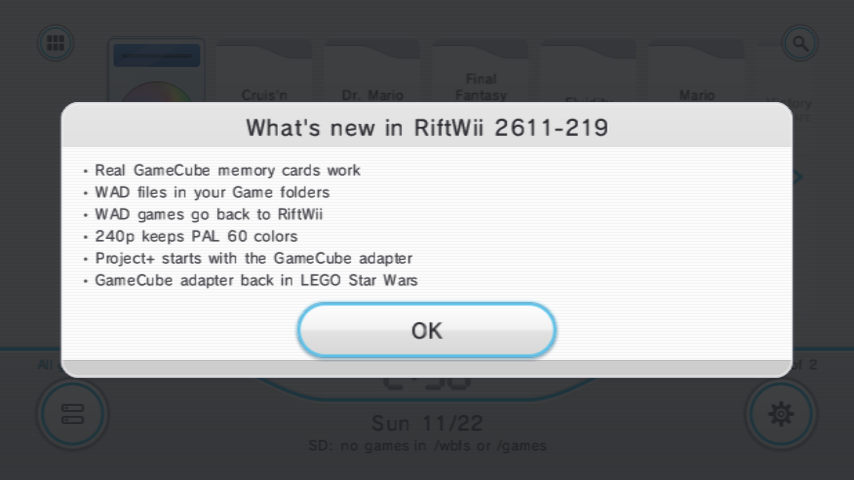 Cruis'n
Dr. Mario
Final
Fantasy
Mario
What's new in RiftWii 2611-219
• Real GameCube memory cards work
• WAD files in your Game folders
• WAD games go back to RiftWii
• 240p keeps PAL 60 colors
• Project+ starts with the GameCube adapter
• GameCube adapter back in LEGO Star Wars
OK
All
of 2
Sun 11/22
SD: no games in /wbfs or /games